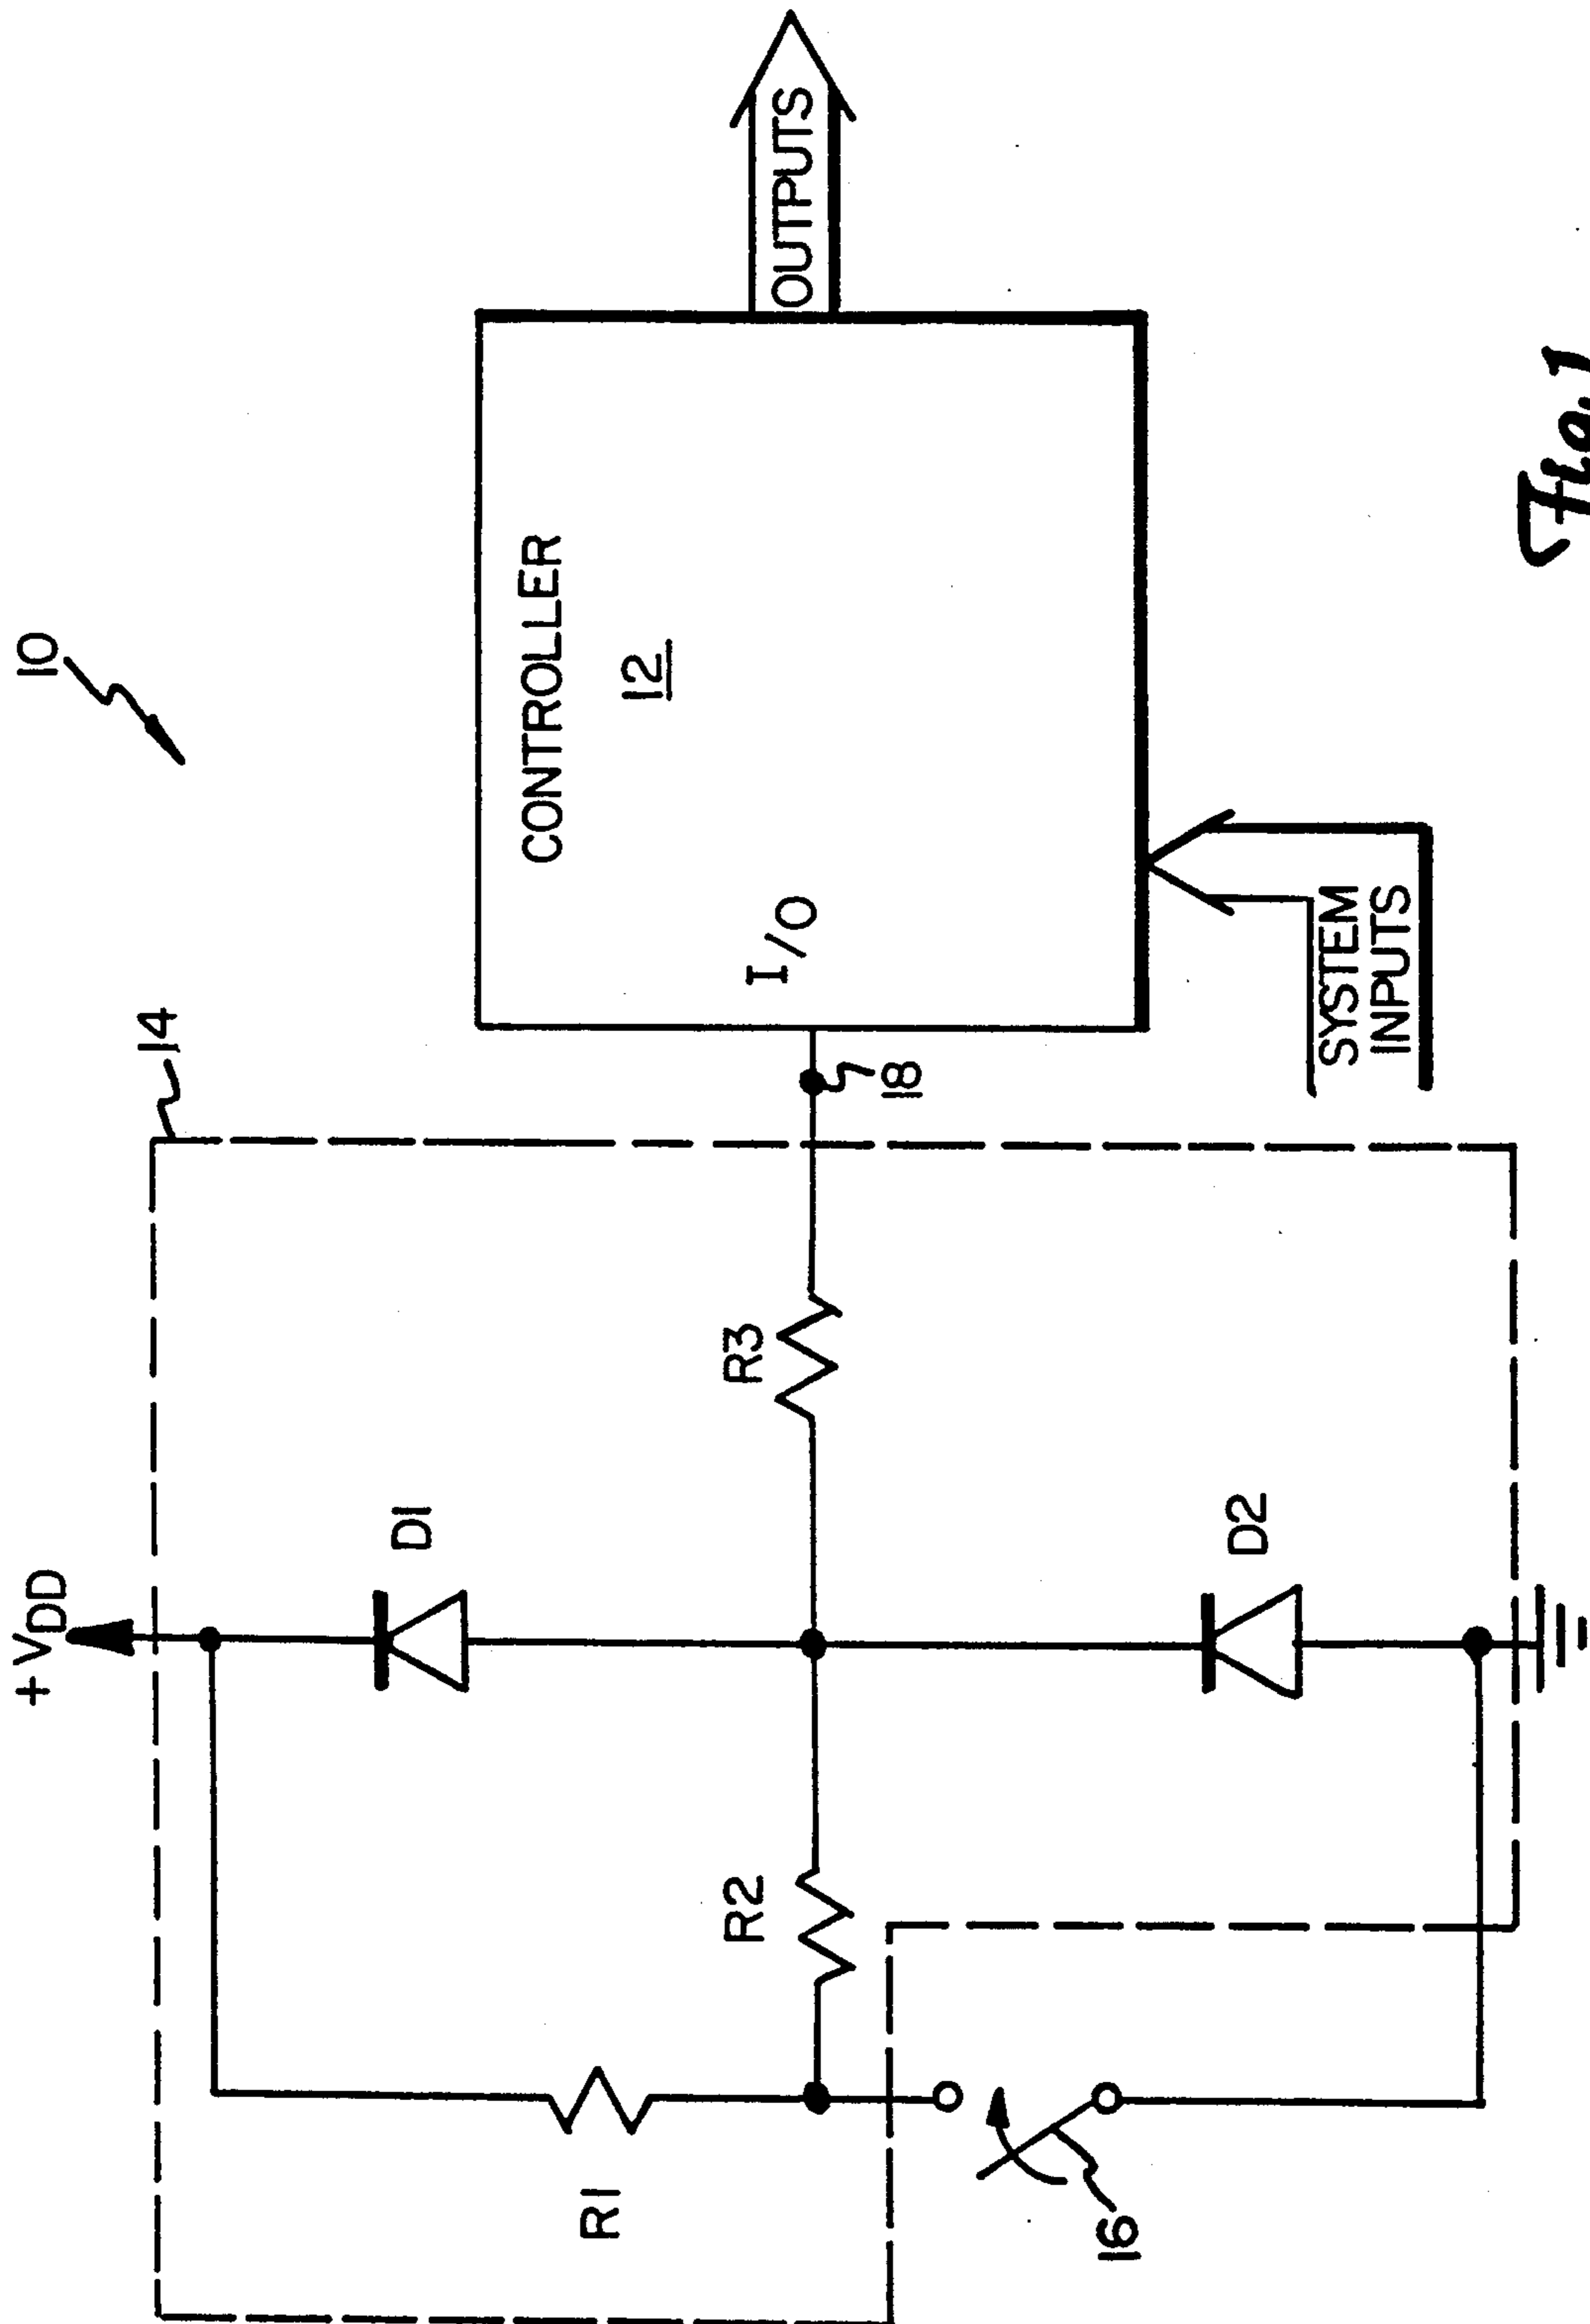 10
14
+VDD
CONTROLLER
12
OUTPUTS
R1
R2
D1
R3
I/O
18
16
D2
SYSTEM
INPUTS
Fig. 1